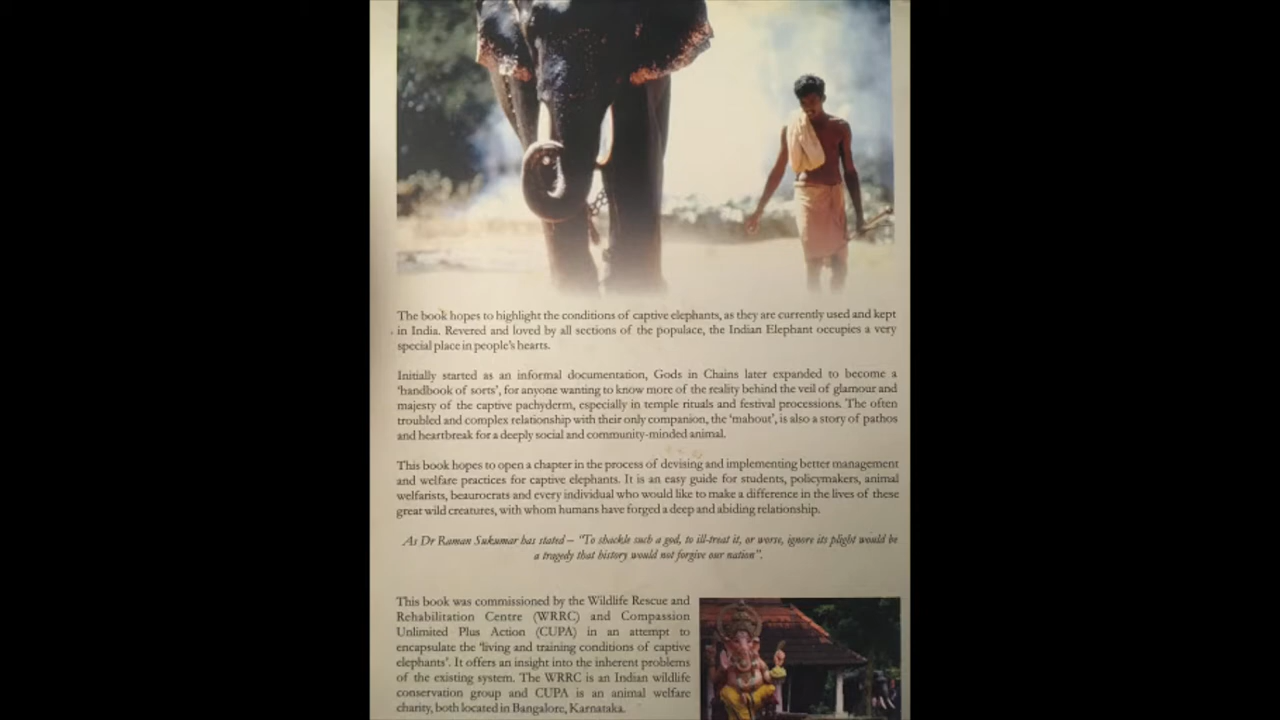 The book hopes to highlight the conditions of captive elephants, as they are currently used and kept
in India. Revered and loved by all sections of the populace, the Indian Elephant occupies a very
special place in people's hearts.
Initially started as an informal documentation, Gods in Chains later expanded to become a
'handbook of sorts', for anyone wanting to know more of the reality behind the veil of glamour and
majesty of the captive pachyderm, especially in temple rituals and festival processions. The often
troubled and complex relationship with their only companion, the 'mahout', is also a story of pathos
and heartbreak for a deeply social and community-minded animal.
This book hopes to open a chapter in the process of devising and implementing better management
and welfare practices for captive elephants. It is an easy guide for students, policymakers, animal
welfarists, beaurocrats and every individual who would like to make a difference in the lives of these
great wild creatures, with whom humans have forged a deep and abiding relationship.
As Dr Raman Sukumar has stated – "To shackle such a god, to ill-treat it, or worse, ignore its plight would be
a tragedy that history would not forgive our nation".
This book was commissioned by the Wildlife Rescue and
Rehabilitation Centre (WRRC) and Compassion
Unlimited Plus Action (CUPA) in an attempt to
encapsulate the 'living and training conditions of captive
elephants'. It offers an insight into the inherent problems
of the existing system. The WRRC is an Indian wildlife
conservation group and CUPA is an animal welfare
charity, both located in Bangalore, Karnataka.